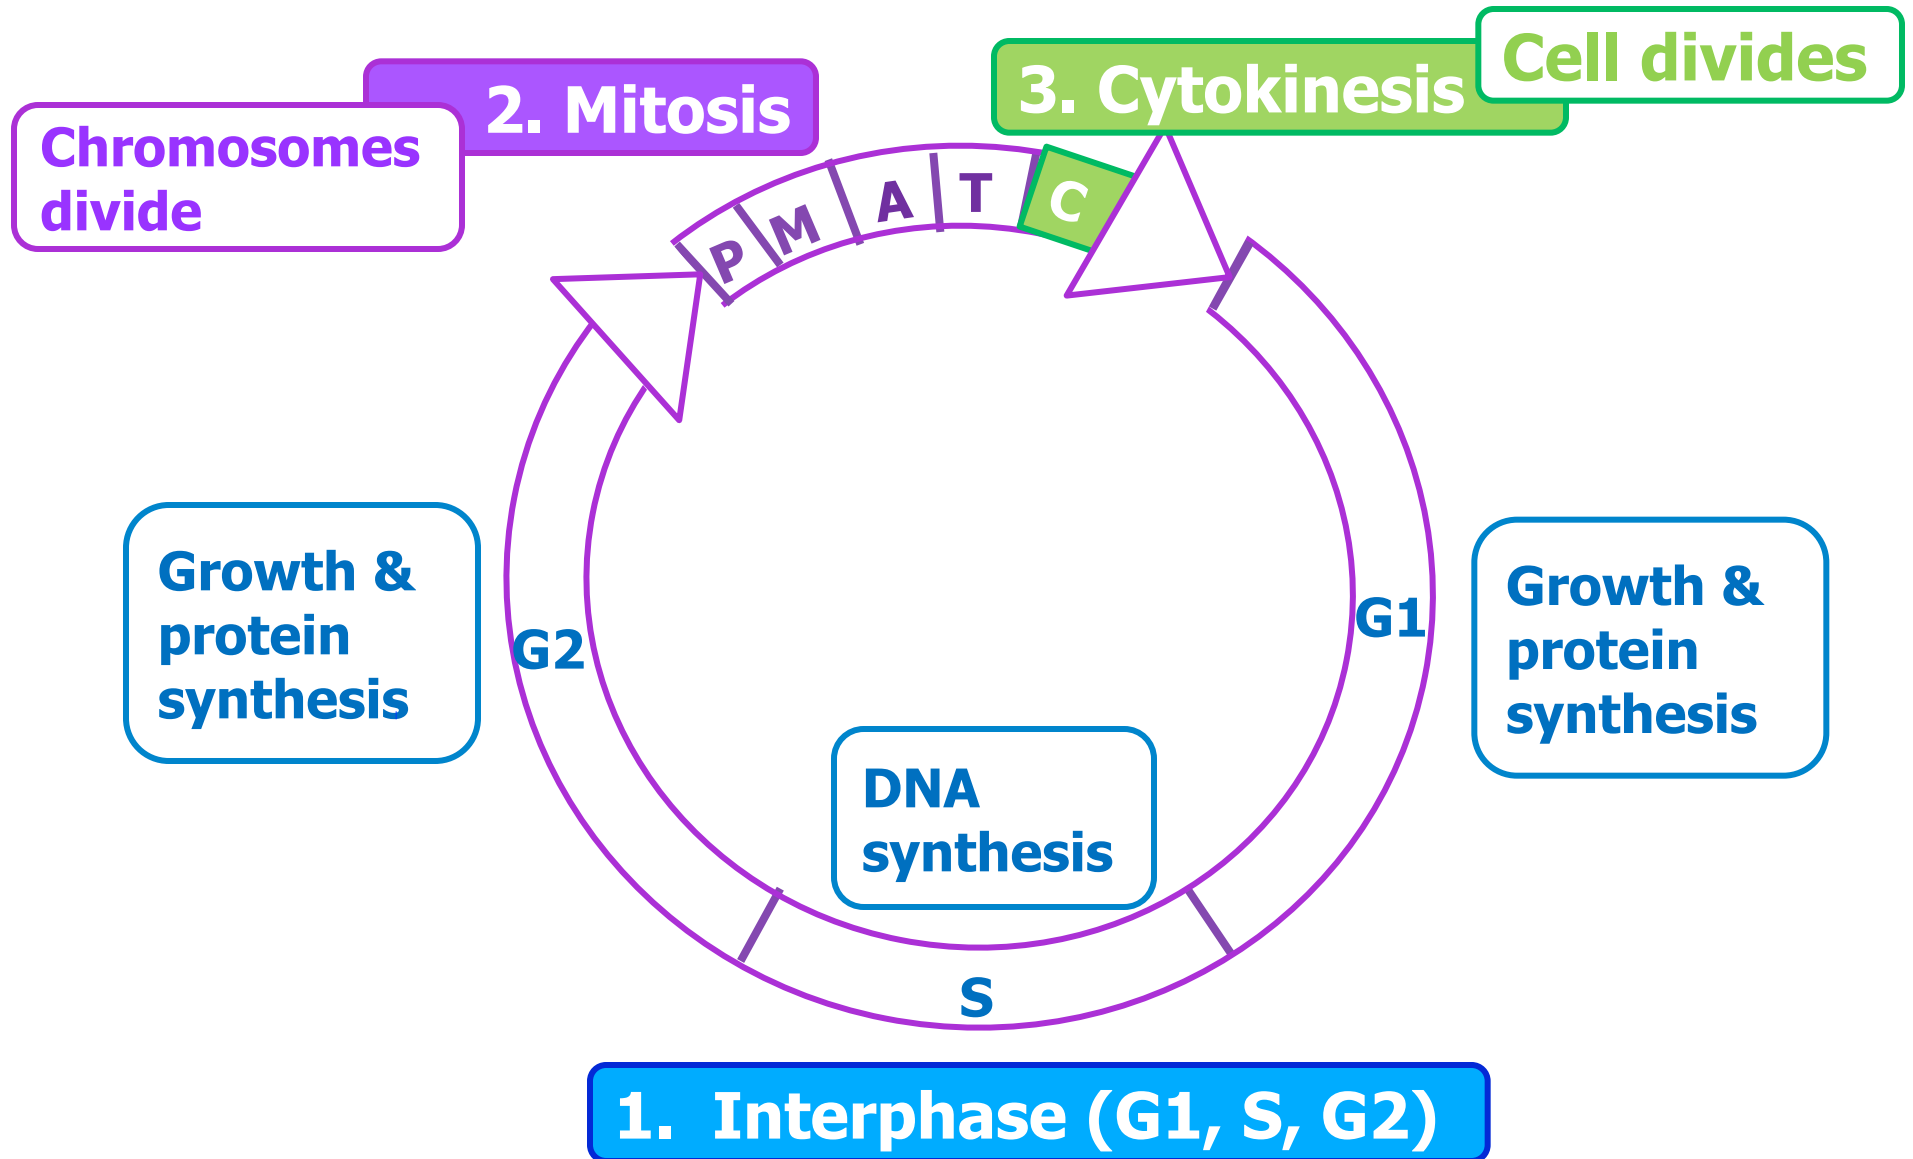 3. Cytokinesis
Cell divides
2. Mitosis
Chromosomes
divide
P
M
A
T
C
Growth &
protein
synthesis
G2
G1
Growth &
protein
synthesis
DNA
synthesis
S
1. Interphase (G1, S, G2)